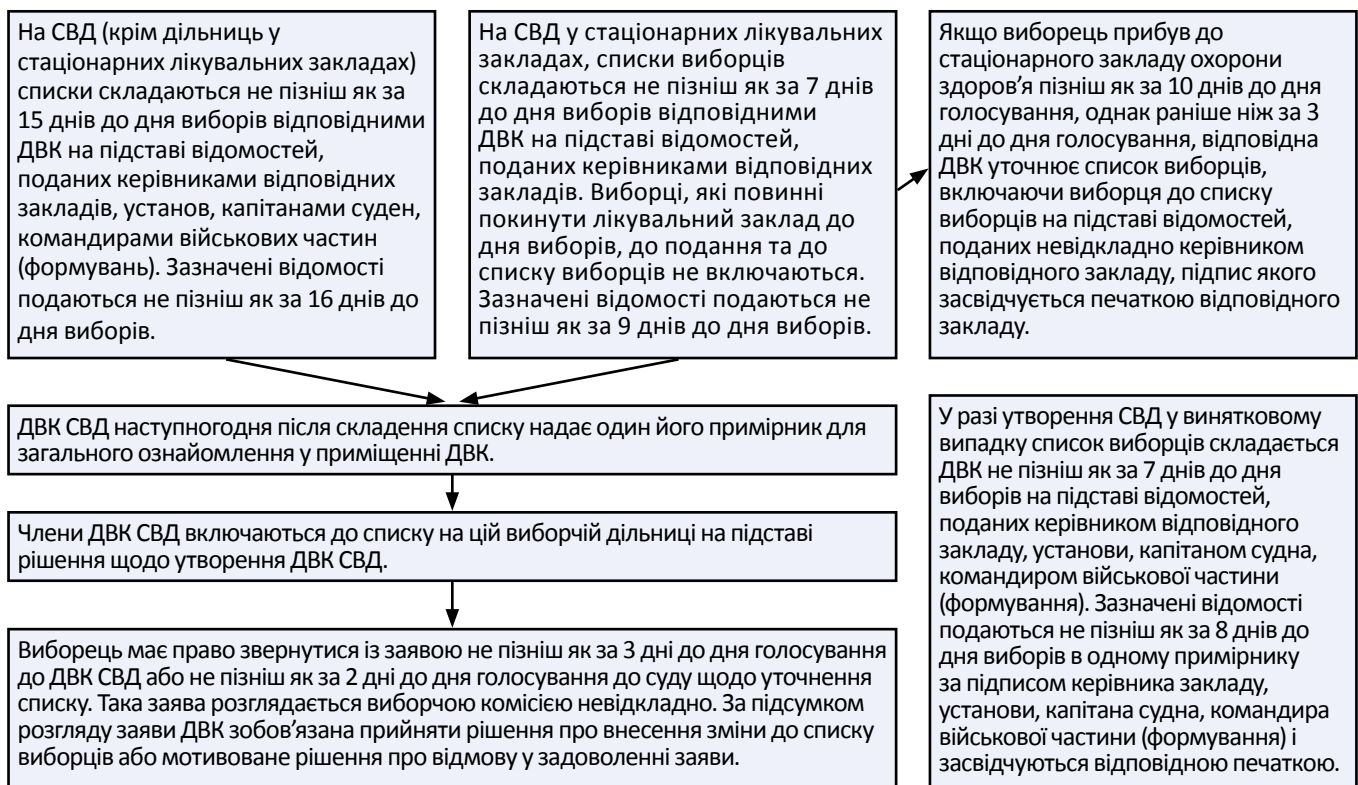 На СВД (крім дільниць у
стаціонарних лікувальних закладах)
списки складаються не пізніш як за
15 днів до дня виборів відповідними
ДВК на підставі відомостей,
поданих керівниками відповідних
закладів, установ, капітанами суден,
командирами військових частин
(формувань). Зазначені відомості
подаються не пізніш як за 16 днів до
дня виборів.
На СВД у стаціонарних лікувальних
закладах, списки виборців
складаються не пізніш як за 7 днів
до дня виборів відповідними
ДВК на підставі відомостей,
поданих керівниками відповідних
закладів. Виборці, які повинні
покинути лікувальний заклад до
дня виборів, до подання та до
списку виборців не включаються.
Зазначені відомості подаються не
пізніш як за 9 днів до дня виборів.
Якщо виборець прибув до
стаціонарного закладу охорони
здоров’я пізніш як за 10 днів до дня
голосування, однак раніше ніж за 3
дні до дня голосування, відповідна
ДВК уточнює список виборців,
включаючи виборця до списку
виборців на підставі відомостей,
поданих невідкладно керівником
відповідного закладу, підпис якого
засвідчується печаткою відповідного
закладу.
ДВК СВД наступногодня після складення списку надає один його примірник для
загального ознайомлення у приміщенні ДВК.
Члени ДВК СВД включаються до списку на цій виборчій дільниці на підставі
рішення щодо утворення ДВК СВД.
Виборець має право звернутися із заявою не пізніш як за 3 дні до дня голосування
до ДВК СВД або не пізніш як за 2 дні до дня голосування до суду щодо уточнення
списку. Така заява розглядається виборчою комісією невідкладно. За підсумком
розгляду заяви ДВК зобов’язана прийняти рішення про внесення зміни до списку
виборців або мотивоване рішення про відмову у задоволенні заяви.
У разі утворення СВД у винятковому
випадку список виборців складається
ДВК не пізніш як за 7 днів до дня
виборів на підставі відомостей,
поданих керівником відповідного
закладу, установи, капітаном судна,
командиром військової частини
(формування). Зазначені відомості
подаються не пізніш як за 8 днів до
дня виборів в одному примірнику
за підписом керівника закладу,
установи, капітана судна, командира
військової частини (формування) і
засвідчуються відповідною печаткою.